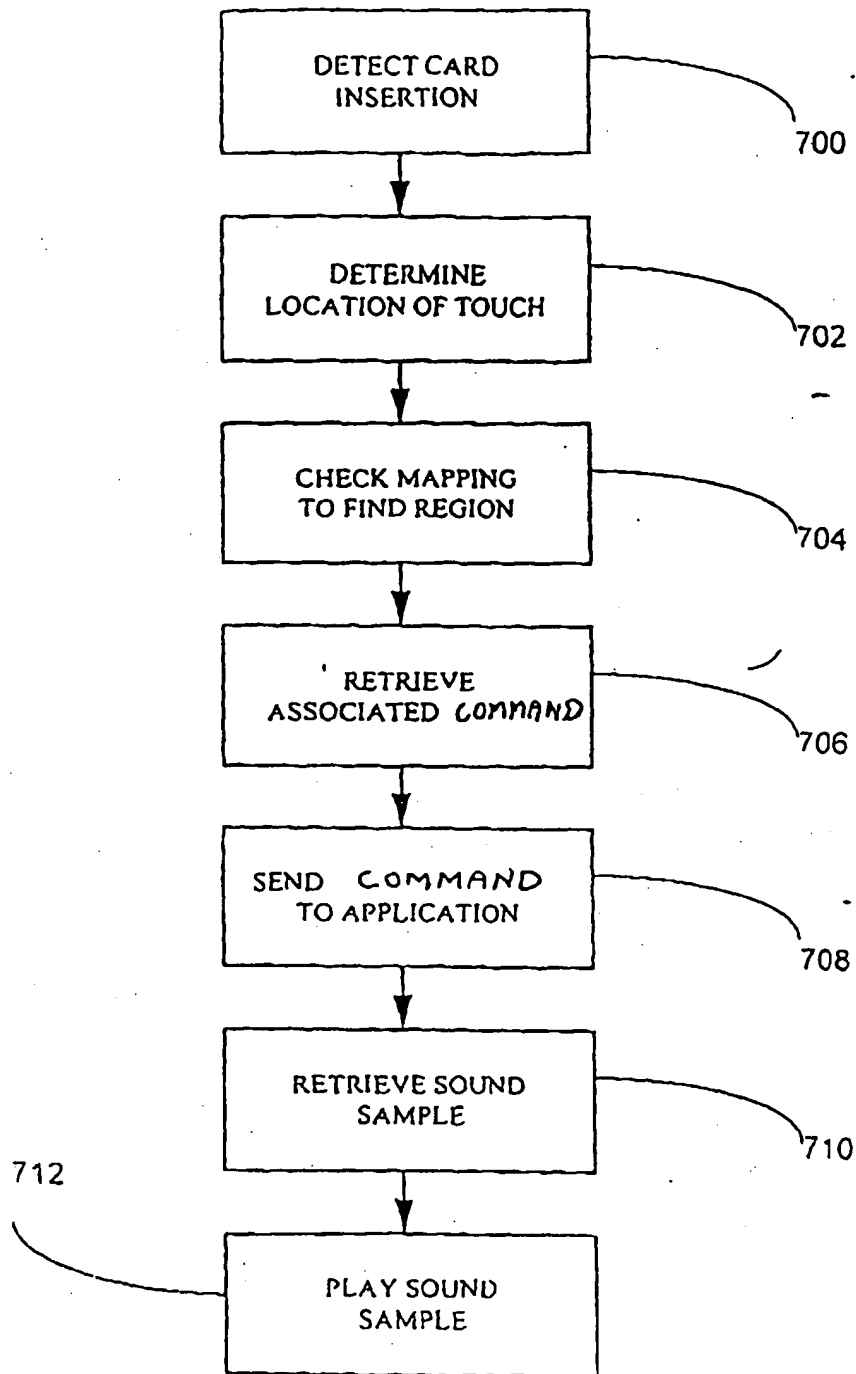 DETECT CARD
INSERTION
700
DETERMINE
LOCATION OF TOUCH
702
CHECK MAPPING
TO FIND REGION
704
RETRIEVE
ASSOCIATED COMMAND
706
SEND COMMAND
TO APPLICATION
708
RETRIEVE SOUND
SAMPLE
710
712
PLAY SOUND
SAMPLE